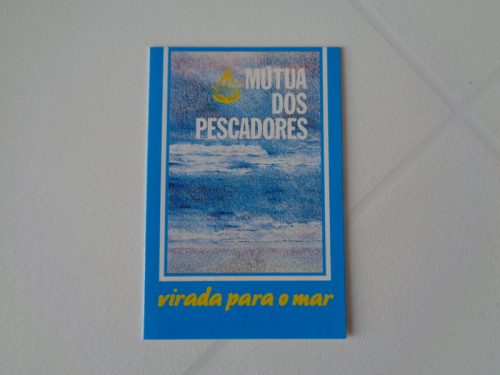 MÚTUA
DOS
PESCADORES
virada para o mar